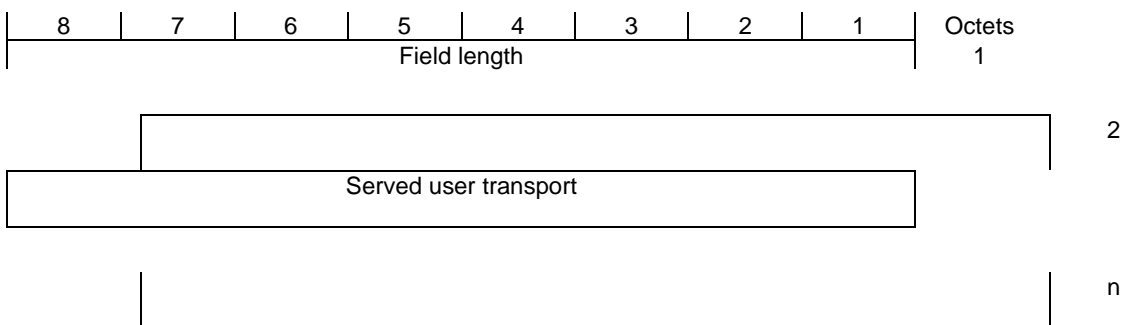 8 7 6 5 4 3 2 1 Octets
Field length 1
2
Served user transport
n